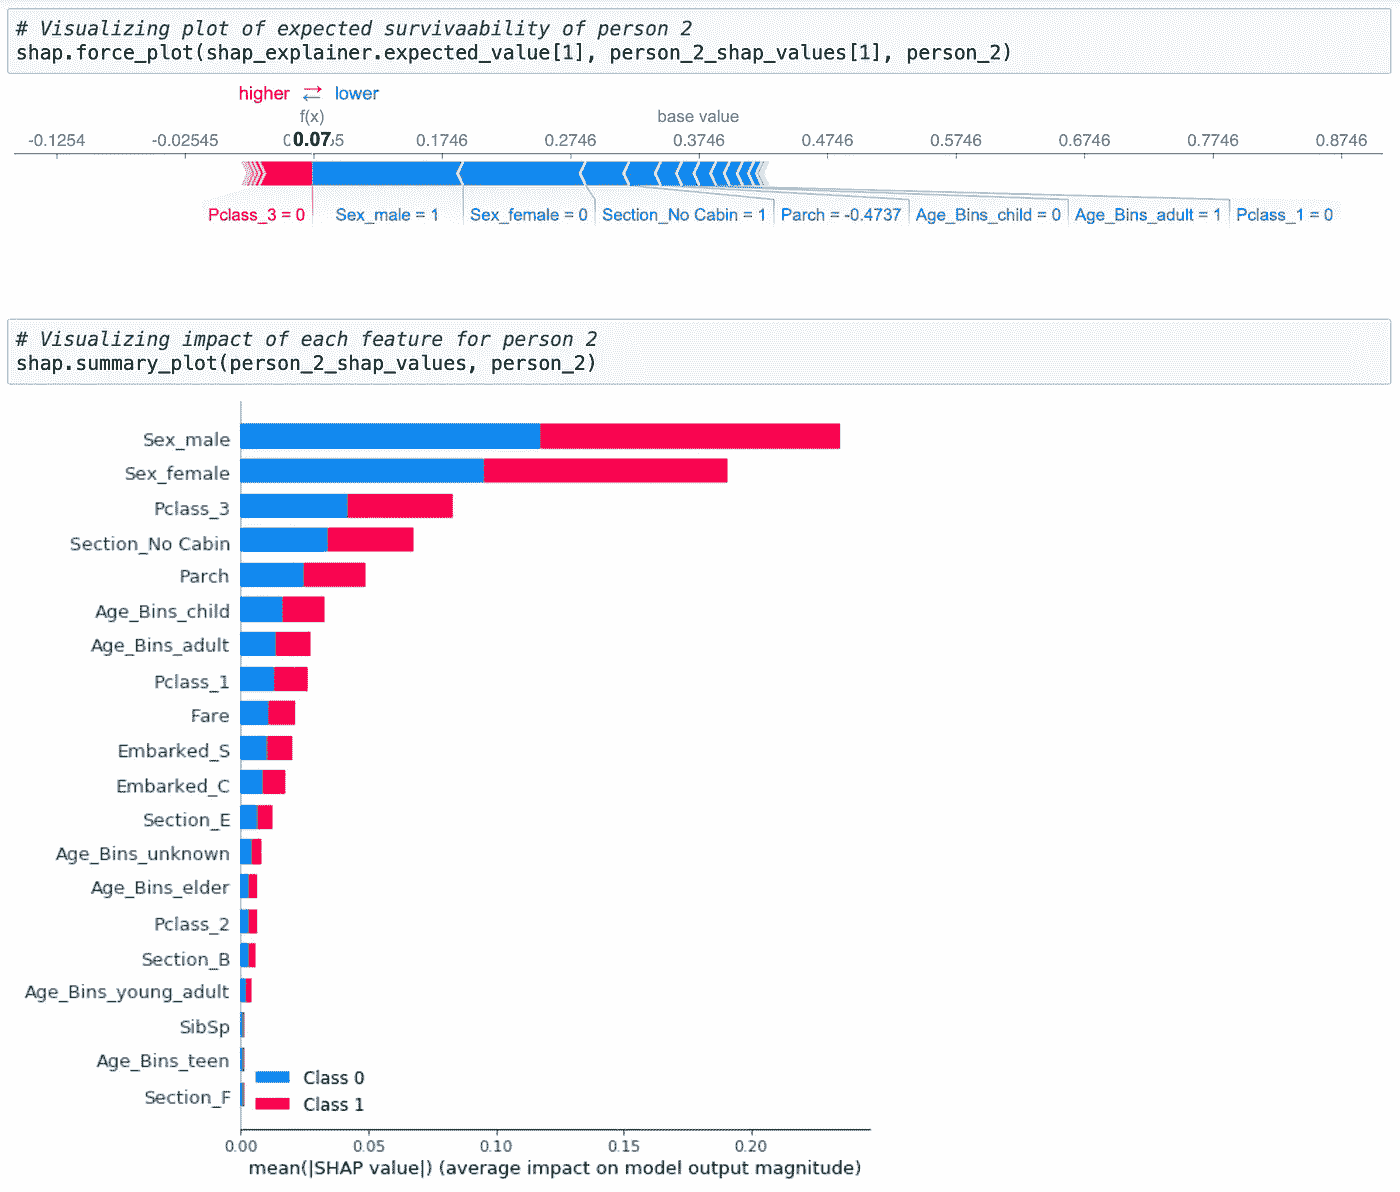 # Visualizing plot of expected survivaability of person 2
shap.force_plot(shap_explainer.expected_value[1], person_2_shap_values[1], person_2)
higher ⇄ lower
f(x) base value
-0.1254 -0.02545 0.07 0.1746 0.2746 0.3746 0.4746 0.5746 0.6746 0.7746 0.8746
Pclass_3 = 0 Sex_male = 1 Sex_female = 0 Section_No Cabin = 1 Parch = -0.4737 Age_Bins_child = 0 Age_Bins_adult = 1 Pclass_1 = 0
# Visualizing impact of each feature for person 2
shap.summary_plot(person_2_shap_values, person_2)
Sex_male
Sex_female
Pclass_3
Section_No Cabin
Parch
Age_Bins_child
Age_Bins_adult
Pclass_1
Fare
Embarked_S
Embarked_C
Section_E
Age_Bins_unknown
Age_Bins_elder
Pclass_2
Section_B
Age_Bins_young_adult
SibSp
Age_Bins_teen
Section_F
Class 0
Class 1
0.00 0.05 0.10 0.15 0.20
mean(|SHAP value|) (average impact on model output magnitude)